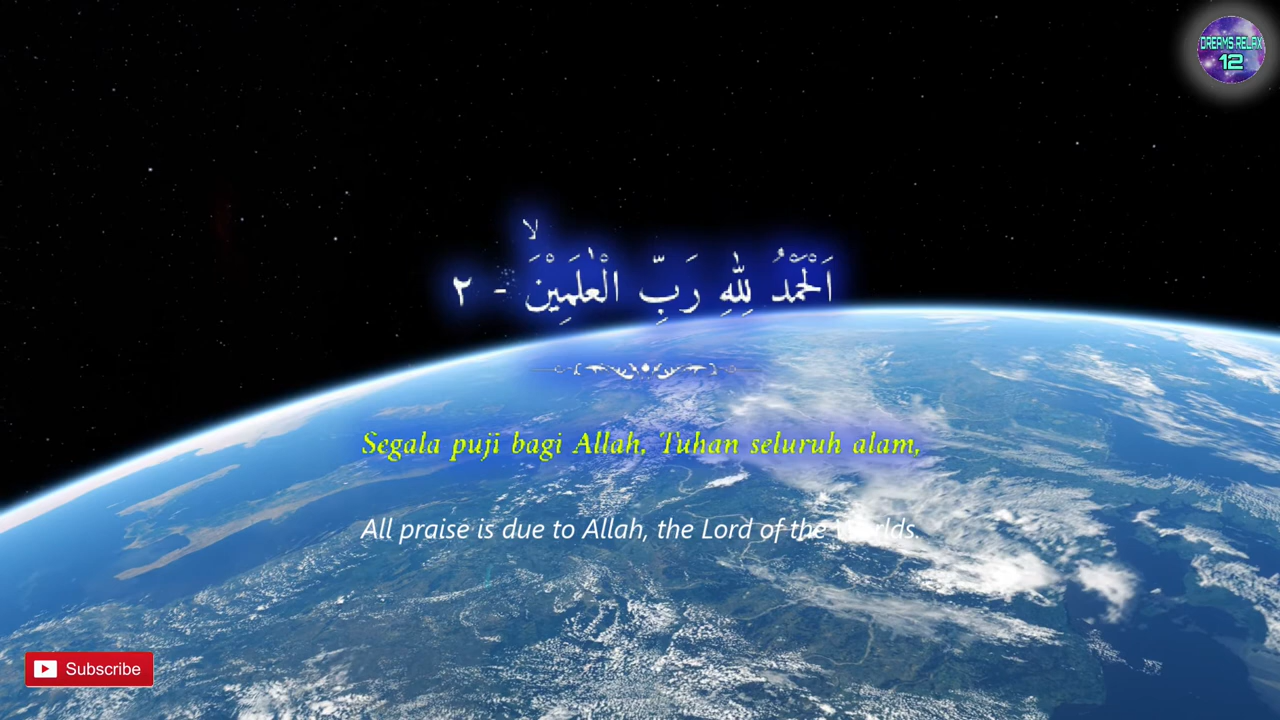 DREAMS RELAX
12
اَلْحَمْدُ لِلّٰهِ رَبِّ الْعٰلَمِيْنَۙ - ٢
Segala puji bagi Allah, Tuhan seluruh alam,
All praise is due to Allah, the Lord of the Worlds.
Subscribe